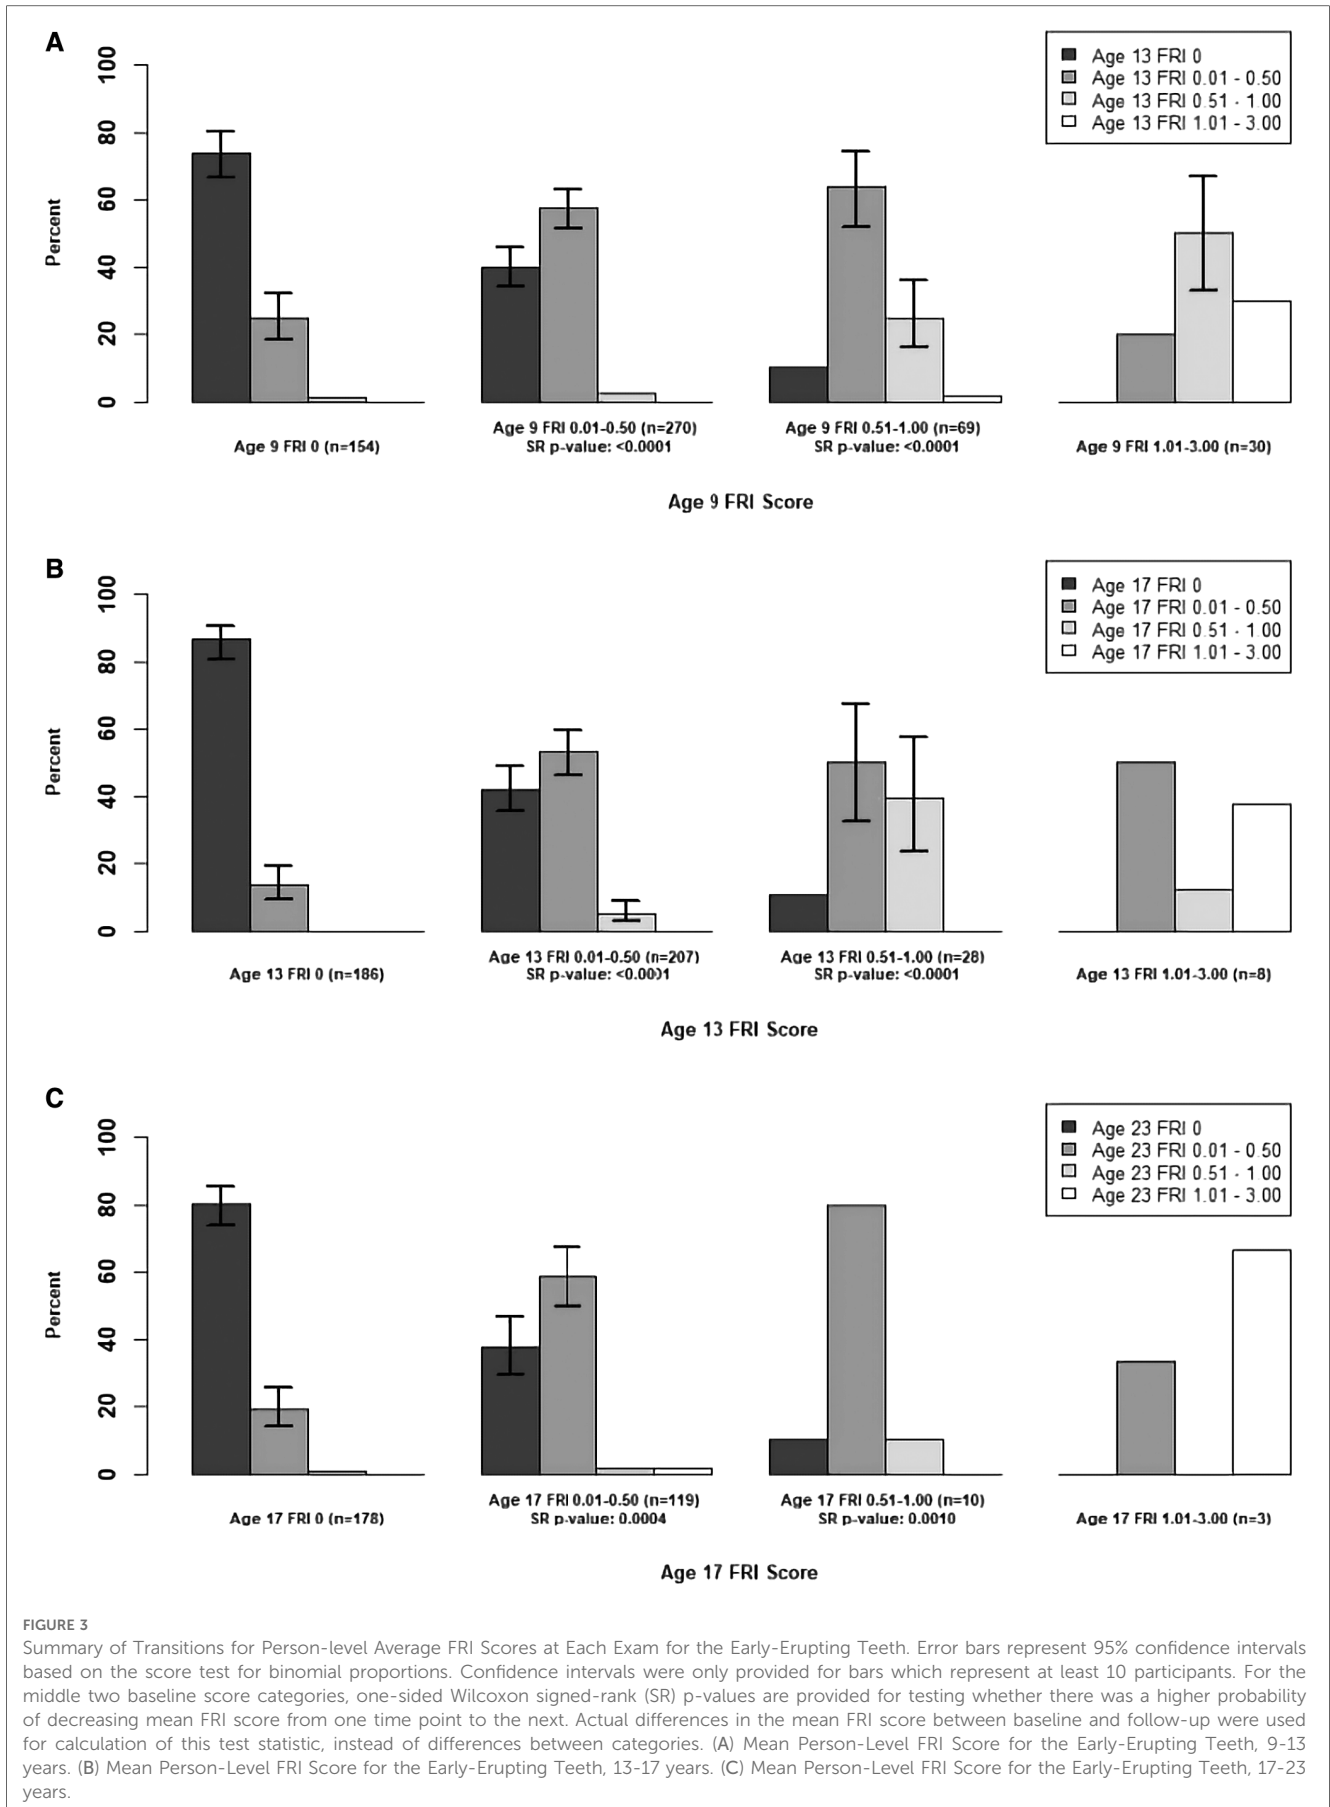 A
100
80
60
40
20
0
Percent
Age 13 FRI 0
Age 13 FRI 0.01 - 0.50
Age 13 FRI 0.51 - 1.00
Age 13 FRI 1.01 - 3.00
Age 9 FRI 0 (n=154)
Age 9 FRI 0.01-0.50 (n=270)
SR p-value: <0.0001
Age 9 FRI 0.51-1.00 (n=69)
SR p-value: <0.0001
Age 9 FRI 1.01-3.00 (n=30)
Age 9 FRI Score
B
100
80
60
40
20
0
Percent
Age 17 FRI 0
Age 17 FRI 0.01 - 0.50
Age 17 FRI 0.51 - 1.00
Age 17 FRI 1.01 - 3.00
Age 13 FRI 0 (n=186)
Age 13 FRI 0.01-0.50 (n=207)
SR p-value: <0.0001
Age 13 FRI 0.51-1.00 (n=28)
SR p-value: <0.0001
Age 13 FRI 1.01-3.00 (n=8)
Age 13 FRI Score
C
100
80
60
40
20
0
Percent
Age 23 FRI 0
Age 23 FRI 0.01 - 0.50
Age 23 FRI 0.51 - 1.00
Age 23 FRI 1.01 - 3.00
Age 17 FRI 0 (n=178)
Age 17 FRI 0.01-0.50 (n=119)
SR p-value: 0.0004
Age 17 FRI 0.51-1.00 (n=10)
SR p-value: 0.0010
Age 17 FRI 1.01-3.00 (n=3)
Age 17 FRI Score
FIGURE 3
Summary of Transitions for Person-level Average FRI Scores at Each Exam for the Early-Erupting Teeth. Error bars represent 95% confidence intervals
based on the score test for binomial proportions. Confidence intervals were only provided for bars which represent at least 10 participants. For the
middle two baseline score categories, one-sided Wilcoxon signed-rank (SR) p-values are provided for testing whether there was a higher probability
of decreasing mean FRI score from one time point to the next. Actual differences in the mean FRI score between baseline and follow-up were used
for calculation of this test statistic, instead of differences between categories. (A) Mean Person-Level FRI Score for the Early-Erupting Teeth, 9-13
years. (B) Mean Person-Level FRI Score for the Early-Erupting Teeth, 13-17 years. (C) Mean Person-Level FRI Score for the Early-Erupting Teeth, 17-23
years.